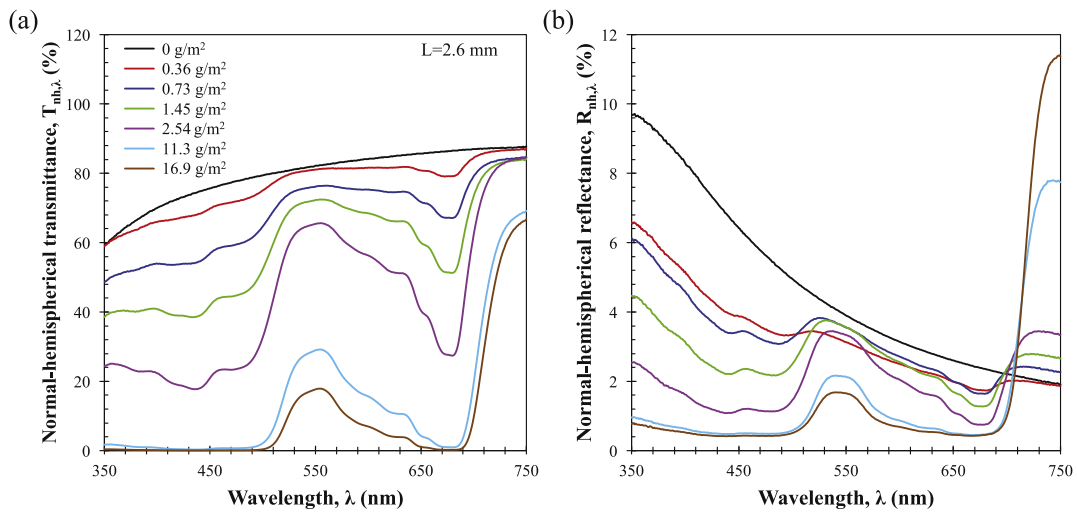 (a)
Normal-hemispherical transmittance, T_nh,λ (%)
140
120
100
80
60
40
20
0
0 g/m²
0.36 g/m²
0.73 g/m²
1.45 g/m²
2.54 g/m²
11.3 g/m²
16.9 g/m²
L=2.6 mm
350
450
550
650
750
Wavelength, λ (nm)
(b)
Normal-hemispherical reflectance, R_nh,λ (%)
12
10
8
6
4
2
0
350
450
550
650
750
Wavelength, λ (nm)